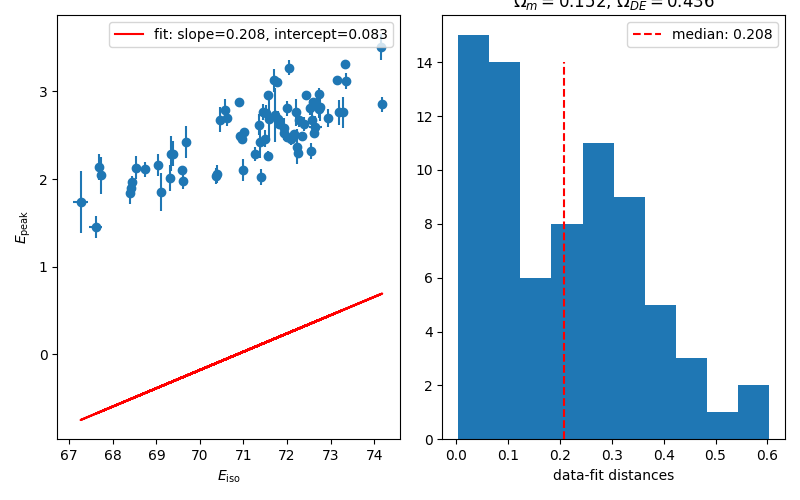 Ω_m = 0.152, Ω_DE = 0.436
fit: slope=0.208, intercept=0.083
median: 0.208
3
2
1
0
E_peak
67 68 69 70 71 72 73 74
E_iso
14
12
10
8
6
4
2
0
0.0 0.1 0.2 0.3 0.4 0.5 0.6
data-fit distances